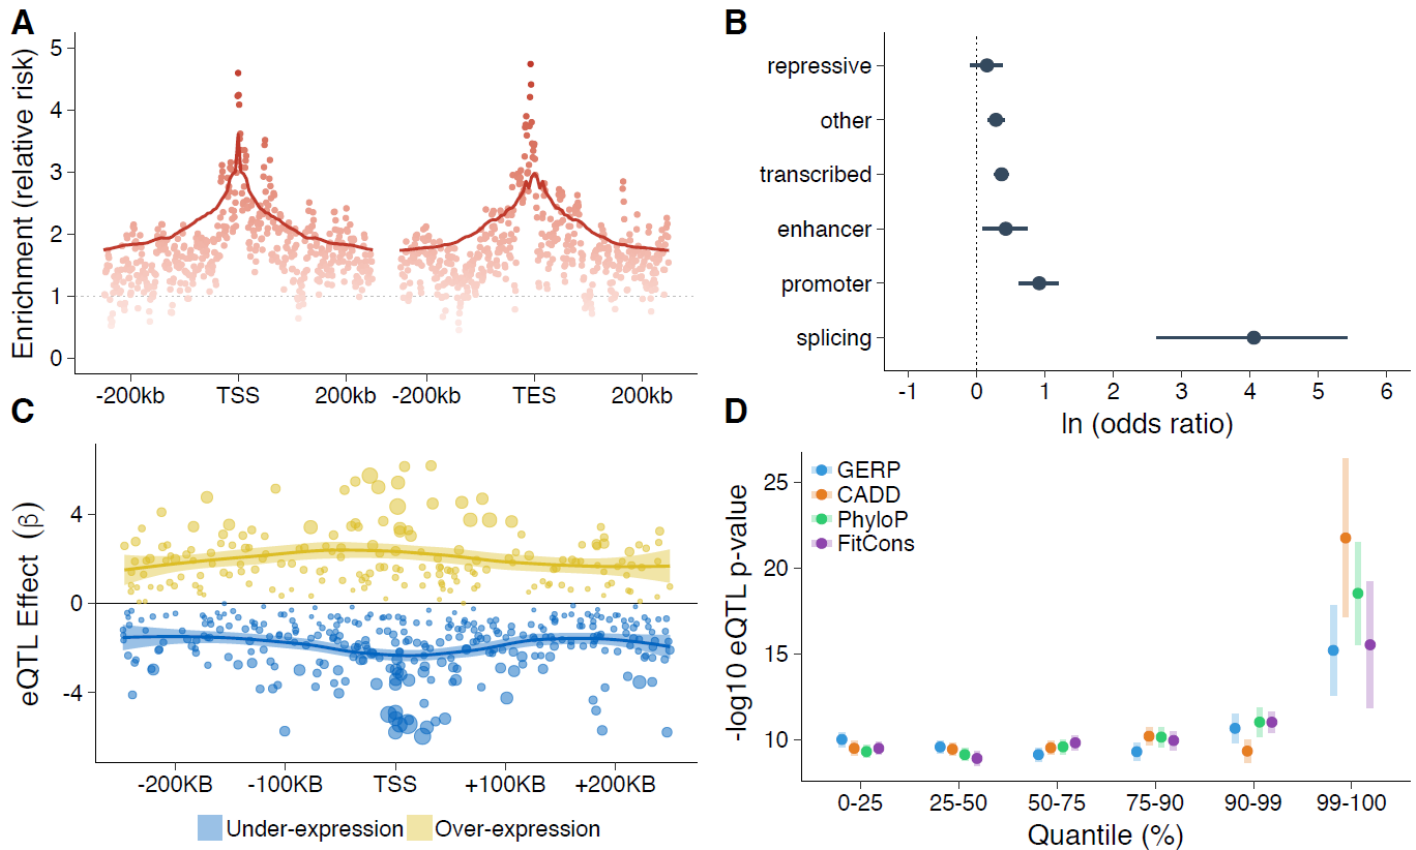 A
Enrichment (relative risk)
5
4
3
2
1
0
-200kb TSS 200kb -200kb TES 200kb
B
repressive
other
transcribed
enhancer
promoter
splicing
-1 0 1 2 3 4 5 6
ln (odds ratio)
C
eQTL Effect (β)
4
0
-4
-200KB -100KB TSS +100KB +200KB
Under-expression Over-expression
D
-log10 eQTL p-value
25
20
15
10
GERP
CADD
PhyloP
FitCons
0-25 25-50 50-75 75-90 90-99 99-100
Quantile (%)